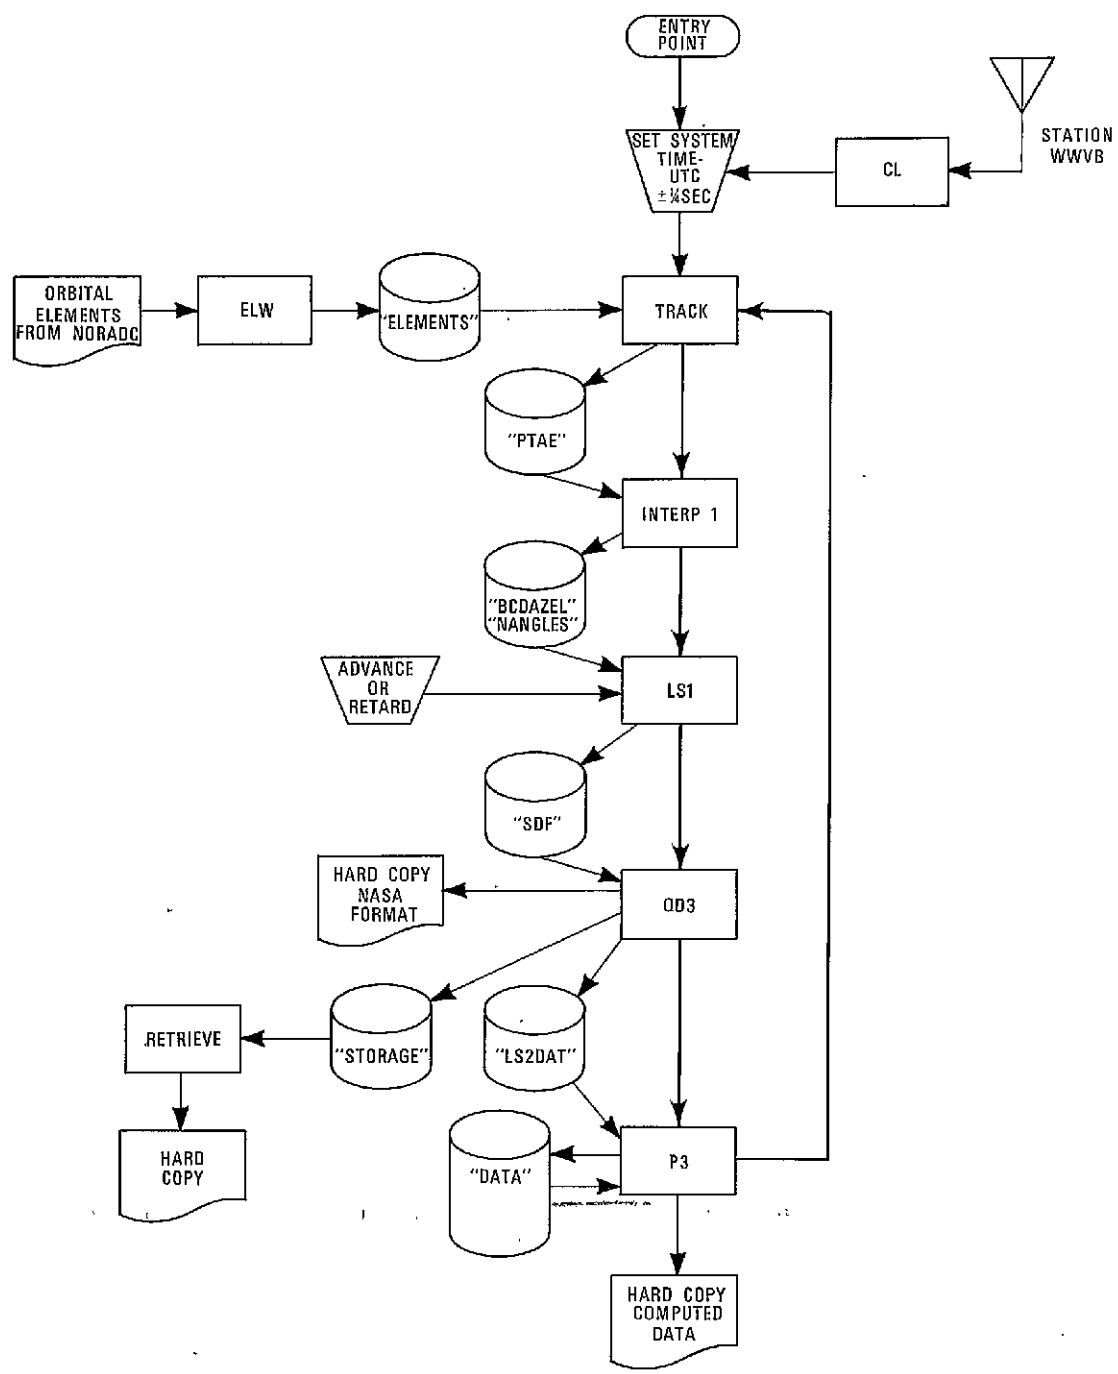 ENTRY
POINT
STATION
WWVB
SET SYSTEM
TIME-
UTC
±¼SEC
CL
ORBITAL
ELEMENTS
FROM NORADC
ELW
"ELEMENTS"
TRACK
"PTAE"
INTERP 1
"BCDAZEL"
"NANGLES"
ADVANCE
OR
RETARD
LS1
"SDF"
HARD COPY
NASA
FORMAT
OD3
RETRIEVE
"STORAGE"
"LS2DAT"
HARD
COPY
"DATA"
P3
HARD COPY
COMPUTED
DATA